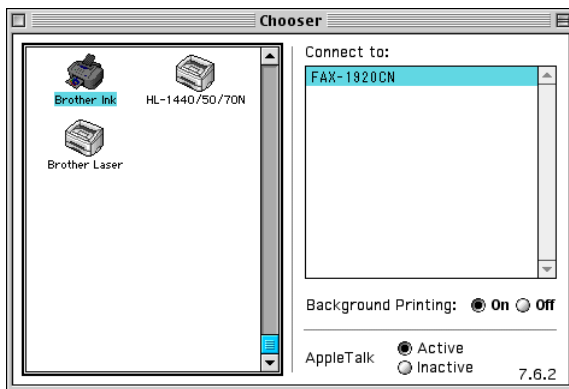 Chooser
Brother Ink
HL-1440/50/70N
Brother Laser
Connect to:
FAX-1920CN
Background Printing: On Off
AppleTalk
Active
Inactive
7.6.2